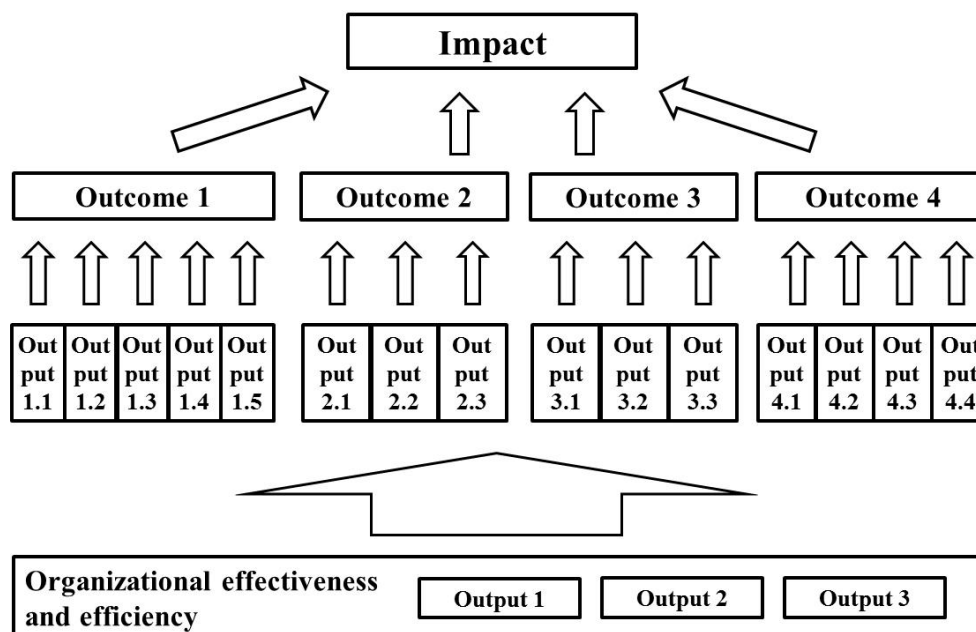 Impact
Outcome 1
Outcome 2
Outcome 3
Outcome 4
Out
put
1.1
Out
put
1.2
Out
put
1.3
Out
put
1.4
Out
put
1.5
Out
put
2.1
Out
put
2.2
Out
put
2.3
Out
put
3.1
Out
put
3.2
Out
put
3.3
Out
put
4.1
Out
put
4.2
Out
put
4.3
Out
put
4.4
Organizational effectiveness
and efficiency
Output 1
Output 2
Output 3